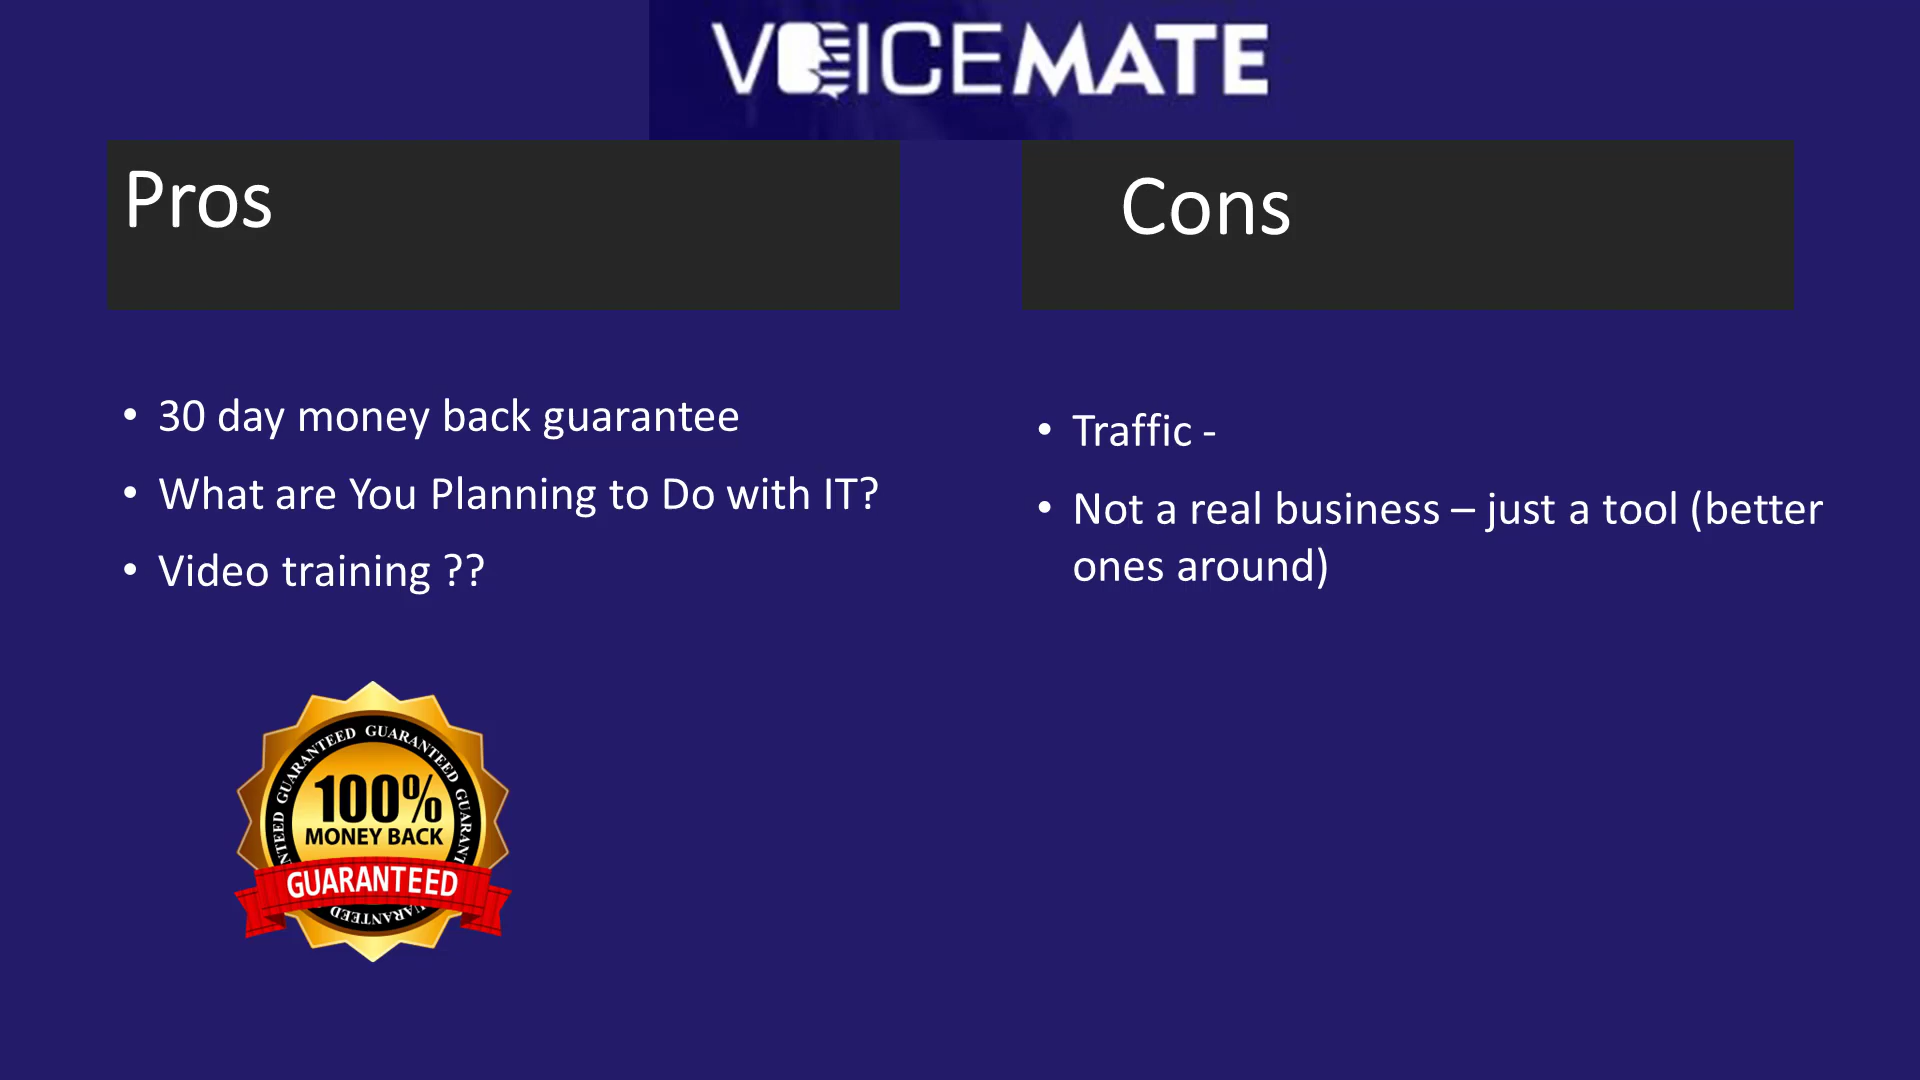 VOICEMATE
Pros
Cons
• 30 day money back guarantee
• What are You Planning to Do with IT?
• Video training ??
• Traffic -
• Not a real business – just a tool (better
ones around)
GUARANTEED GUARANTEED GUARANTEED GUARANT
100%
MONEY BACK
GUARANTEED